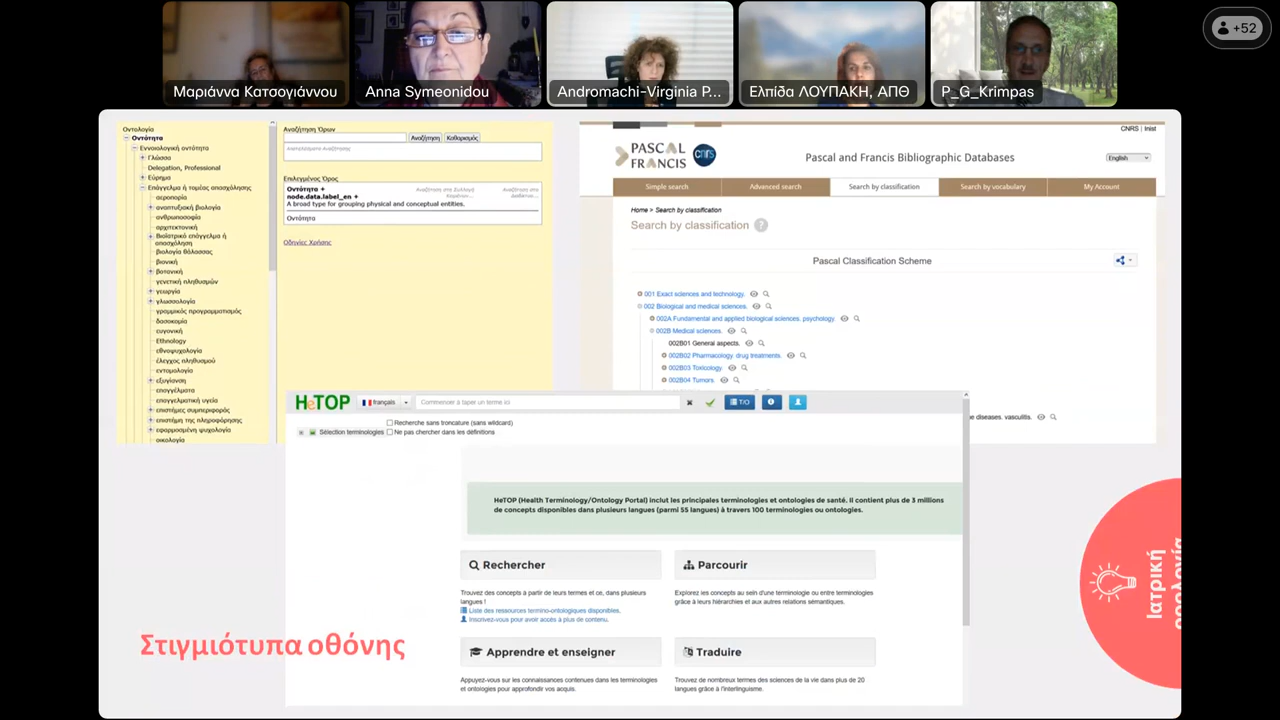 Μαριάννα Κατσογιάννου
Anna Symeonidou
Andromachi-Virginia P...
Ελπίδα ΛΟΥΠΑΚΗ, ΑΠΘ
P_G_Krimpas
+52
Οντολογία
Οντότητα
Εννοιολογική οντότητα
Γλώσσα
Delegation, Professional
Εύρημα
Επάγγελμα ή τομέας απασχόλησης
αεροπορία
αναπτυξιακή βιολογία
ανθρωποσοφία
αρχιτεκτονική
Βιοϊατρικό επάγγελμα ή
απασχόληση
βιολογία θάλασσας
βιονική
βοτανική
γενετική πληθυσμών
γεωργία
γλωσσολογία
γραμμικός προγραμματισμός
δασοκομία
ευγονική
Ethnology
εθνοψυχολογία
έλεγχος πληθυσμού
εντομολογία
εξυγίανση
επαγγέλματα
επαγγελματική υγεία
επιστήμες συμπεριφοράς
επιστήμη της πληροφόρησης
εφαρμοσμένη ψυχολογία
οικολογία
Αναζήτηση Όρων
Αναζήτηση Καθαρισμός
Αποτελέσματα Αναζήτησης
Επιλεγμένος Όρος
Οντότητα +
node.data.label_en +
Αναζήτηση στη Συλλογή
Κειμένων...
Αναζήτηση στο
Διαδίκτυο...
A broad type for grouping physical and conceptual entities.
Οντότητα
Οδηγίες Χρήσης
CNRS | Inist
PASCAL
FRANCIS
cnrs
Pascal and Francis Bibliographic Databases
English
Simple search
Advanced search
Search by classification
Search by vocabulary
My Account
Home > Search by classification
Search by classification ?
Pascal Classification Scheme
001 Exact sciences and technology.
002 Biological and medical sciences.
002A Fundamental and applied biological sciences. psychology.
002B Medical sciences.
002B01 General aspects.
002B02 Pharmacology. drug treatments.
002B03 Toxicology.
002B04 Tumors.
e diseases. vasculitis.
HeTOP
français
Commencer à taper un terme ici
T/O
Recherche sans troncature (sans wildcard)
Sélection terminologies
Ne pas chercher dans les définitions
HeTOP (Health Terminology/Ontology Portal) inclut les principales terminologies et ontologies de santé. Il contient plus de 3 millions
de concepts disponibles dans plusieurs langues (parmi 55 langues) à travers 100 terminologies ou ontologies.
Rechercher
Trouvez des concepts à partir de leurs termes et ce, dans plusieurs
langues !
Liste des ressources termino-ontologiques disponibles.
Inscrivez-vous pour avoir accès à plus de contenu.
Parcourir
Explorez les concepts au sein d'une terminologie ou entre terminologies
grâce à leurs hiérarchies et aux autres relations sémantiques.
Apprendre et enseigner
Appuyez-vous sur les connaissances contenues dans les terminologies
et ontologies pour approfondir vos acquis.
Traduire
Trouvez de nombreux termes des sciences de la vie dans plus de 20
langues grâce à l'interlinguisme.
Στιγμιότυπα οθόνης
Ιατρική
ορολογία